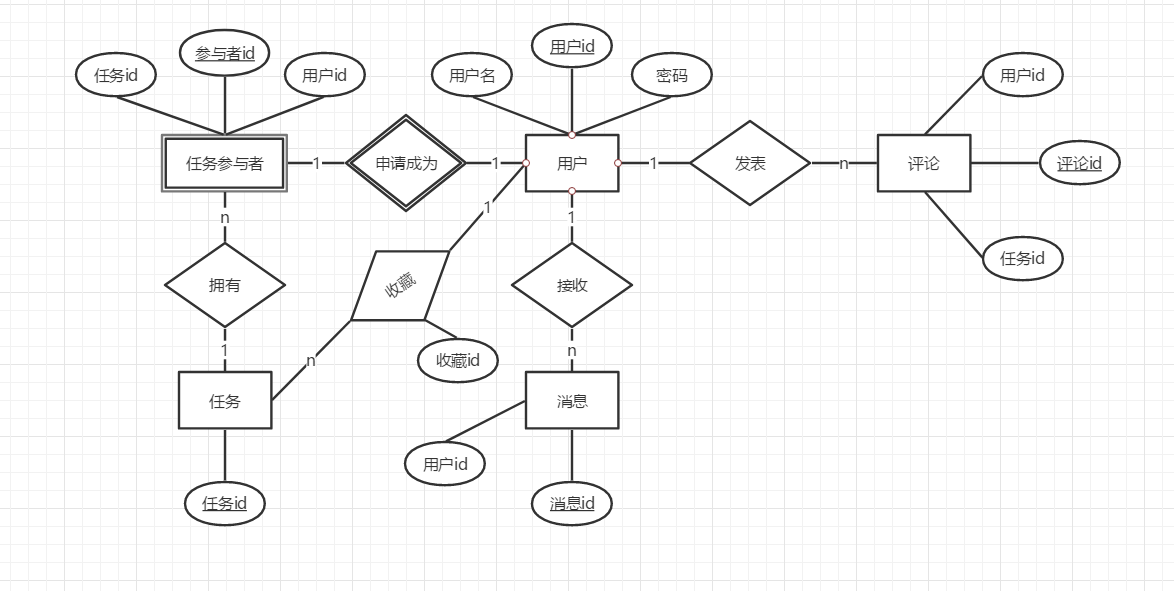 用户id
参与者id
任务id
用户id
用户名
密码
用户id
任务参与者
1
申请成为
1
用户
1
发表
n
评论
评论id
n
1
1
任务id
拥有
收藏
接收
1
n
n
收藏id
任务
消息
用户id
任务id
消息id